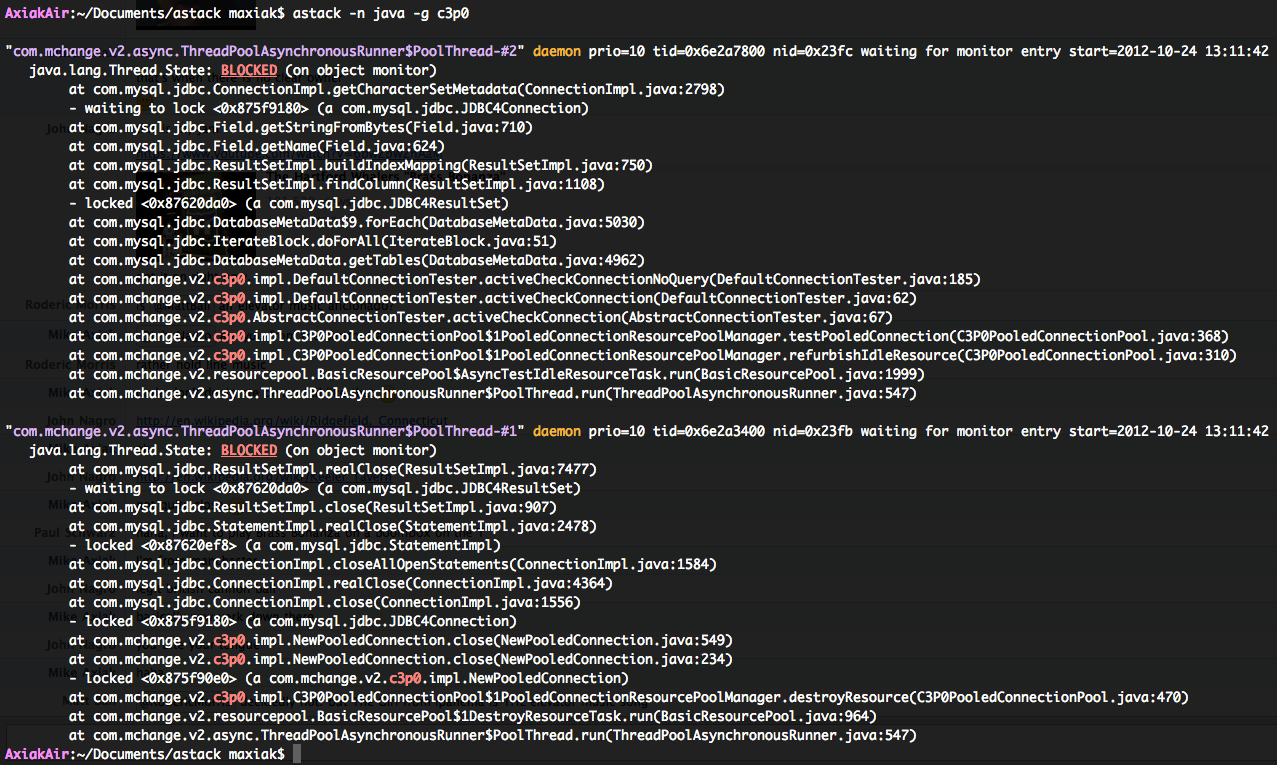 AxiakAir:~/Documents/astack maxiak$ astack -n java -g c3p0
"com.mchange.v2.async.ThreadPoolAsynchronousRunner$PoolThread-#2" daemon prio=10 tid=0x6e2a7800 nid=0x23fc waiting for monitor entry start=2012-10-24 13:11:42
java.lang.Thread.State: BLOCKED (on object monitor)
at com.mysql.jdbc.ConnectionImpl.getCharacterSetMetadata(ConnectionImpl.java:2798)
- waiting to lock <0x875f9180> (a com.mysql.jdbc.JDBC4Connection)
at com.mysql.jdbc.Field.getStringFromBytes(Field.java:710)
at com.mysql.jdbc.Field.getName(Field.java:624)
at com.mysql.jdbc.ResultSetImpl.buildIndexMapping(ResultSetImpl.java:750)
at com.mysql.jdbc.ResultSetImpl.findColumn(ResultSetImpl.java:1108)
- locked <0x87620da0> (a com.mysql.jdbc.JDBC4ResultSet)
at com.mysql.jdbc.DatabaseMetaData$9.forEach(DatabaseMetaData.java:5030)
at com.mysql.jdbc.IterateBlock.doForAll(IterateBlock.java:51)
at com.mysql.jdbc.DatabaseMetaData.getTables(DatabaseMetaData.java:4962)
at com.mchange.v2.c3p0.impl.DefaultConnectionTester.activeCheckConnectionNoQuery(DefaultConnectionTester.java:185)
at com.mchange.v2.c3p0.impl.DefaultConnectionTester.activeCheckConnection(DefaultConnectionTester.java:62)
at com.mchange.v2.c3p0.AbstractConnectionTester.activeCheckConnection(AbstractConnectionTester.java:67)
at com.mchange.v2.c3p0.impl.C3P0PooledConnectionPool$1PooledConnectionResourcePoolManager.testPooledConnection(C3P0PooledConnectionPool.java:368)
at com.mchange.v2.c3p0.impl.C3P0PooledConnectionPool$1PooledConnectionResourcePoolManager.refurbishIdleResource(C3P0PooledConnectionPool.java:310)
at com.mchange.v2.resourcepool.BasicResourcePool$AsyncTestIdleResourceTask.run(BasicResourcePool.java:1999)
at com.mchange.v2.async.ThreadPoolAsynchronousRunner$PoolThread.run(ThreadPoolAsynchronousRunner.java:547)
"com.mchange.v2.async.ThreadPoolAsynchronousRunner$PoolThread-#1" daemon prio=10 tid=0x6e2a3400 nid=0x23fb waiting for monitor entry start=2012-10-24 13:11:42
java.lang.Thread.State: BLOCKED (on object monitor)
at com.mysql.jdbc.ResultSetImpl.realClose(ResultSetImpl.java:7477)
- waiting to lock <0x87620da0> (a com.mysql.jdbc.JDBC4ResultSet)
at com.mysql.jdbc.ResultSetImpl.close(ResultSetImpl.java:907)
at com.mysql.jdbc.StatementImpl.realClose(StatementImpl.java:2478)
- locked <0x87620ef8> (a com.mysql.jdbc.StatementImpl)
at com.mysql.jdbc.ConnectionImpl.closeAllOpenStatements(ConnectionImpl.java:1584)
at com.mysql.jdbc.ConnectionImpl.realClose(ConnectionImpl.java:4364)
at com.mysql.jdbc.ConnectionImpl.close(ConnectionImpl.java:1556)
- locked <0x875f9180> (a com.mysql.jdbc.JDBC4Connection)
at com.mchange.v2.c3p0.impl.NewPooledConnection.close(NewPooledConnection.java:549)
at com.mchange.v2.c3p0.impl.NewPooledConnection.close(NewPooledConnection.java:234)
- locked <0x875f90e0> (a com.mchange.v2.c3p0.impl.NewPooledConnection)
at com.mchange.v2.c3p0.impl.C3P0PooledConnectionPool$1PooledConnectionResourcePoolManager.destroyResource(C3P0PooledConnectionPool.java:470)
at com.mchange.v2.resourcepool.BasicResourcePool$1DestroyResourceTask.run(BasicResourcePool.java:964)
at com.mchange.v2.async.ThreadPoolAsynchronousRunner$PoolThread.run(ThreadPoolAsynchronousRunner.java:547)
AxiakAir:~/Documents/astack maxiak$